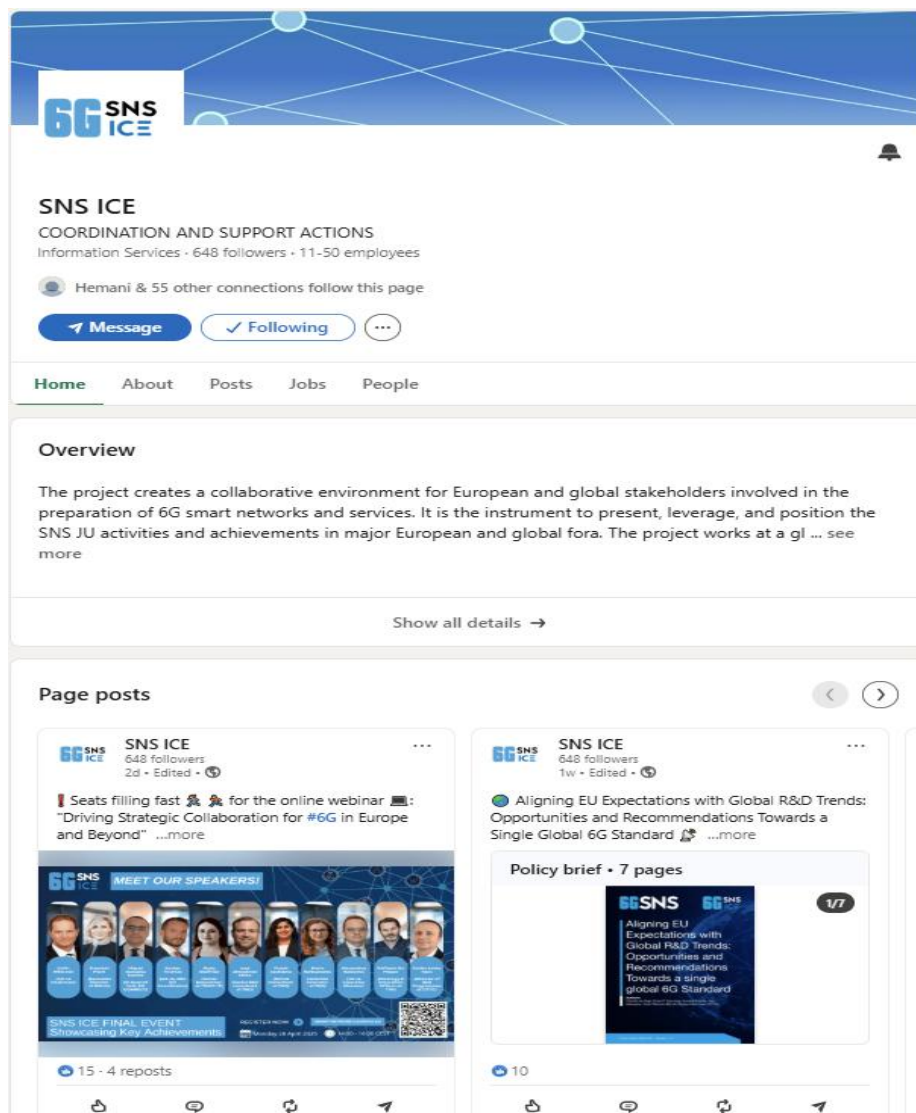 6G SNS
ICE
SNS ICE
COORDINATION AND SUPPORT ACTIONS
Information Services · 648 followers · 11-50 employees
Hemani & 55 other connections follow this page
Message
Following
Home About Posts Jobs People
Overview
The project creates a collaborative environment for European and global stakeholders involved in the
preparation of 6G smart networks and services. It is the instrument to present, leverage, and position the
SNS JU activities and achievements in major European and global fora. The project works at a gl ... see
more
Show all details →
Page posts
6G SNS
ICE
SNS ICE
648 followers
2d • Edited •
Seats filling fast for the online webinar :
"Driving Strategic Collaboration for #6G in Europe
and Beyond" ...more
6G SNS
ICE
MEET OUR SPEAKERS!
SNS ICE FINAL EVENT
Showcasing Key Achievements
REGISTER NOW
Monday 28 April 2025
15 · 4 reposts
6G SNS
ICE
SNS ICE
648 followers
1w • Edited •
Aligning EU Expectations with Global R&D Trends:
Opportunities and Recommendations Towards a
Single Global 6G Standard ...more
Policy brief • 7 pages
1/7
6GSNS
6G SNS
ICE
Aligning EU
Expectations with
Global R&D Trends:
Opportunities and
Recommendations
Towards a single
global 6G Standard
10